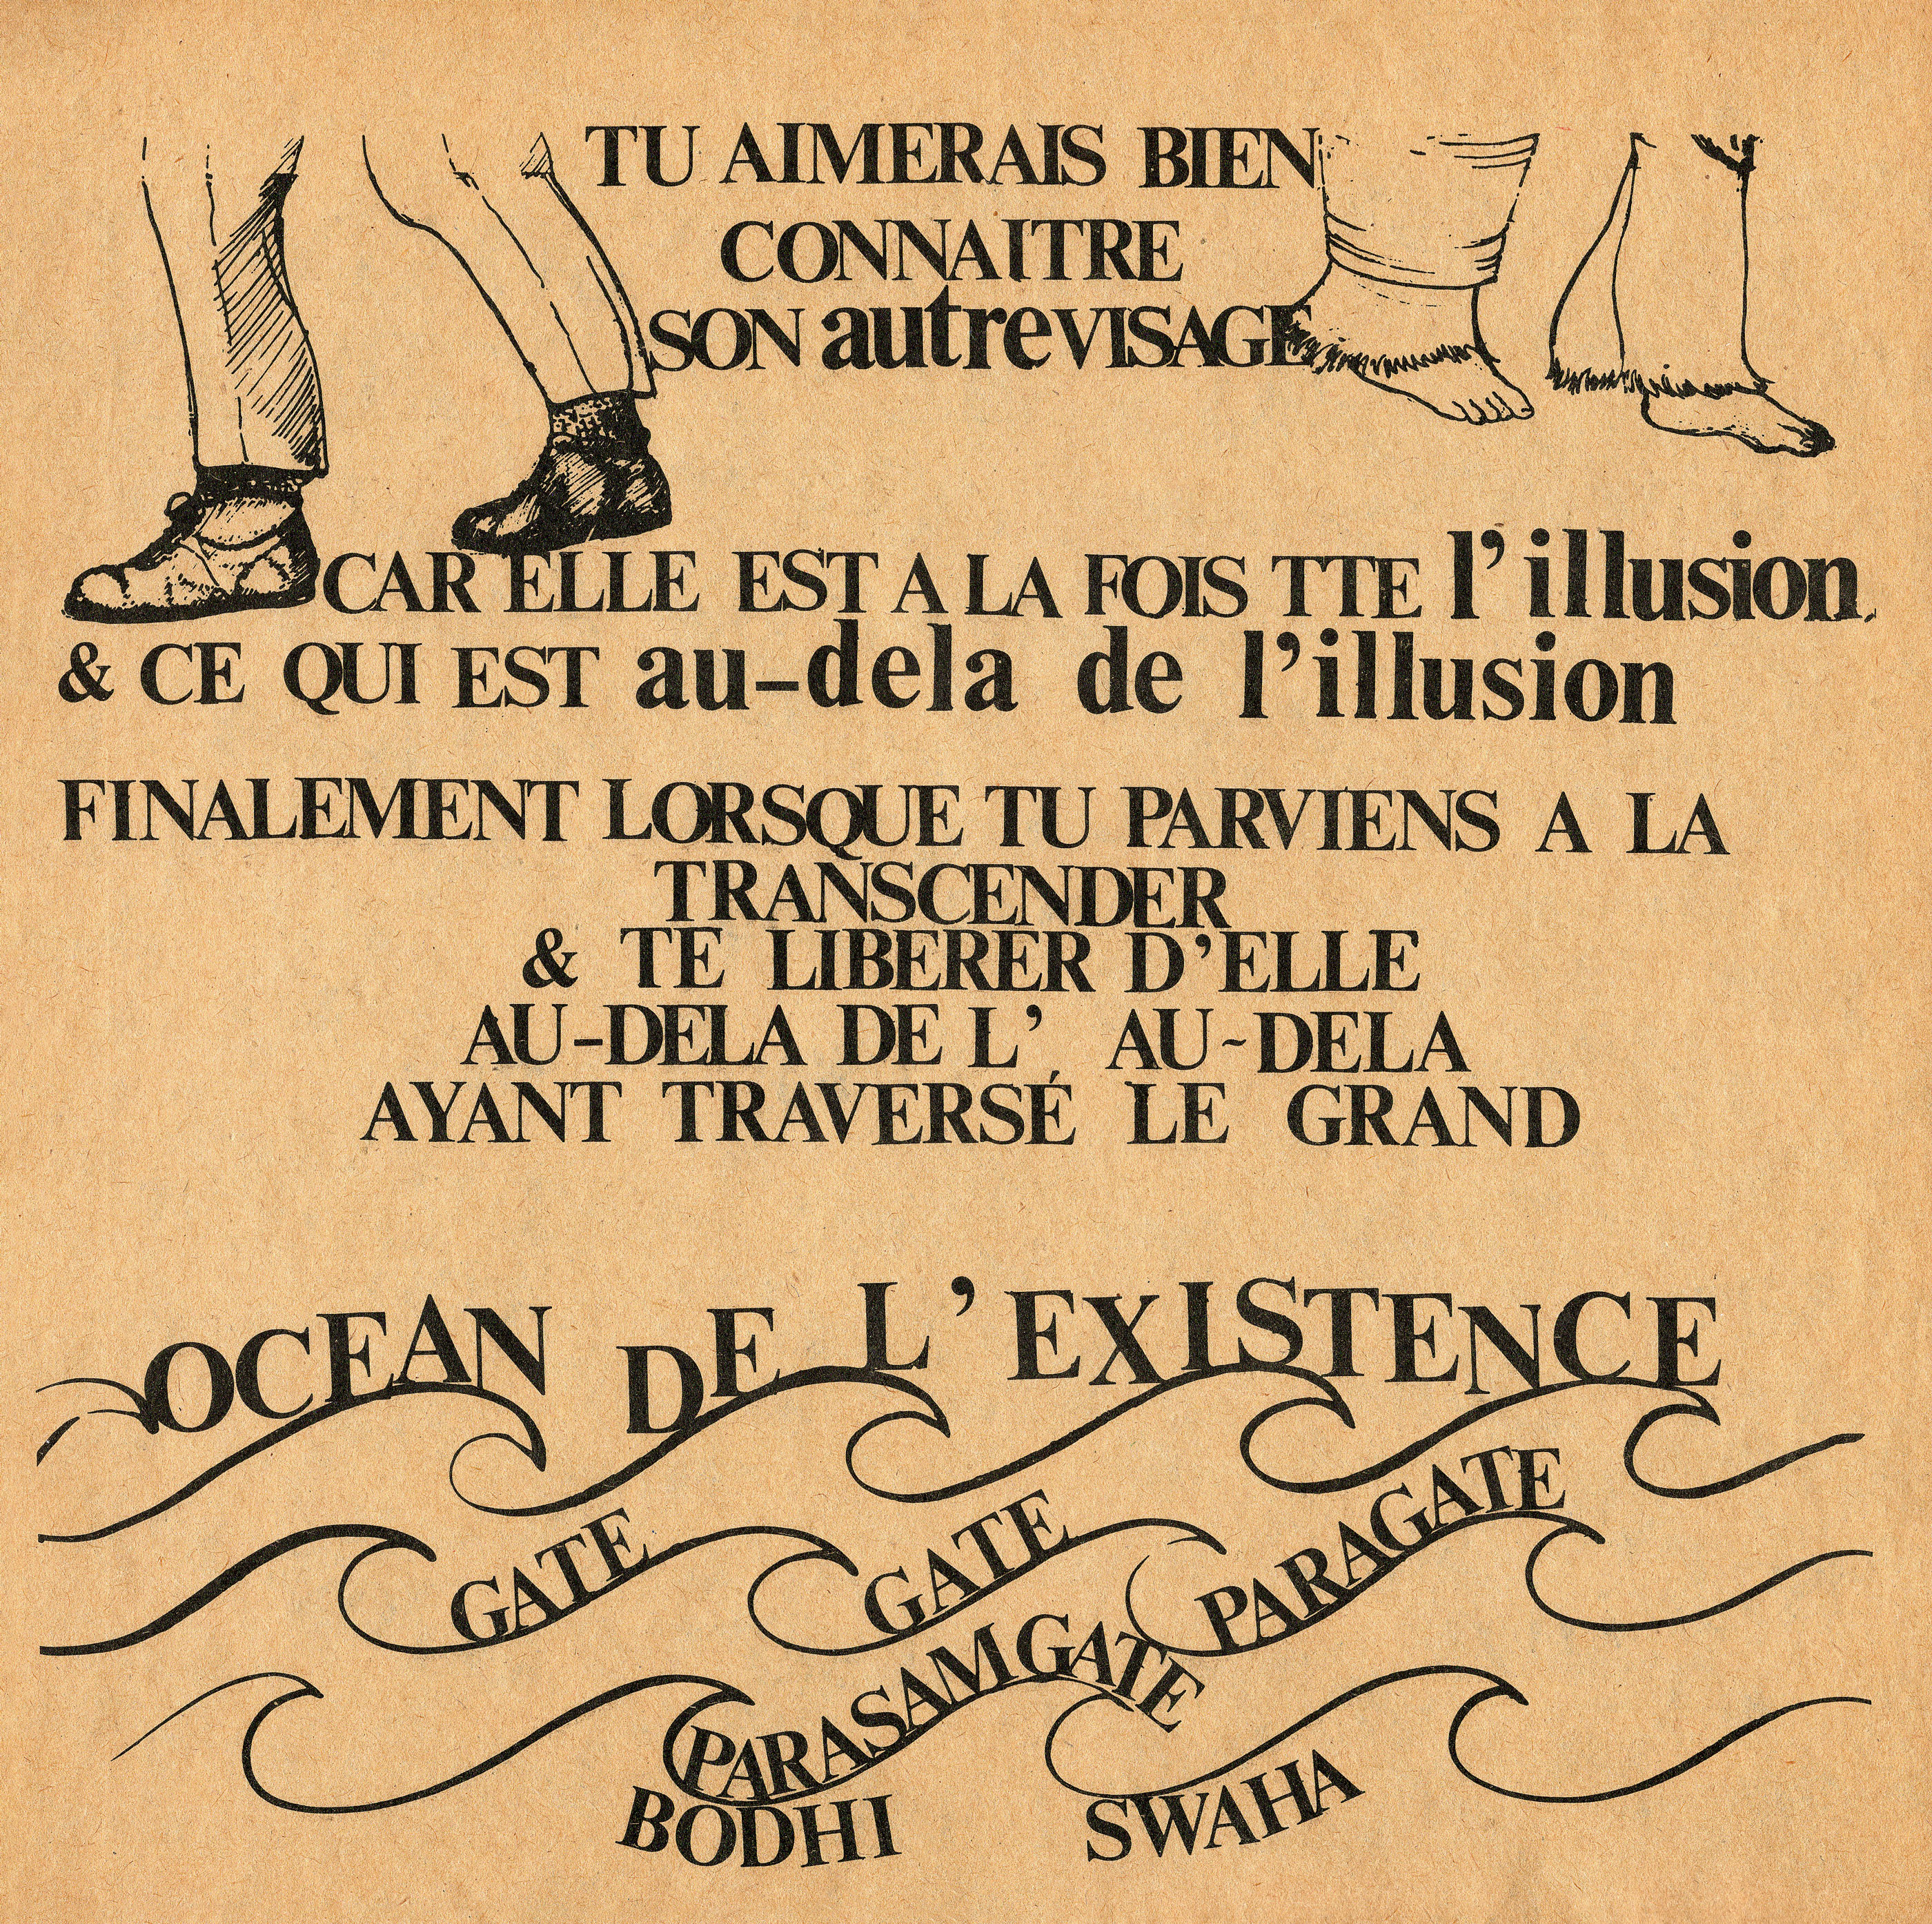 TU AIMERAIS BIEN
CONNAITRE
SON autre VISAGE
CAR ELLE EST A LA FOIS TTE l'illusion
& CE QUI EST au-dela de l'illusion
FINALEMENT LORSQUE TU PARVIENS A LA
TRANSCENDER
& TE LIBERER D'ELLE
AU-DELA DE L' AU-DELA
AYANT TRAVERSÉ LE GRAND
OCEAN DE L'EXISTENCE
GATE GATE PARAGATE
PARASAMGATE
BODHI SWAHA